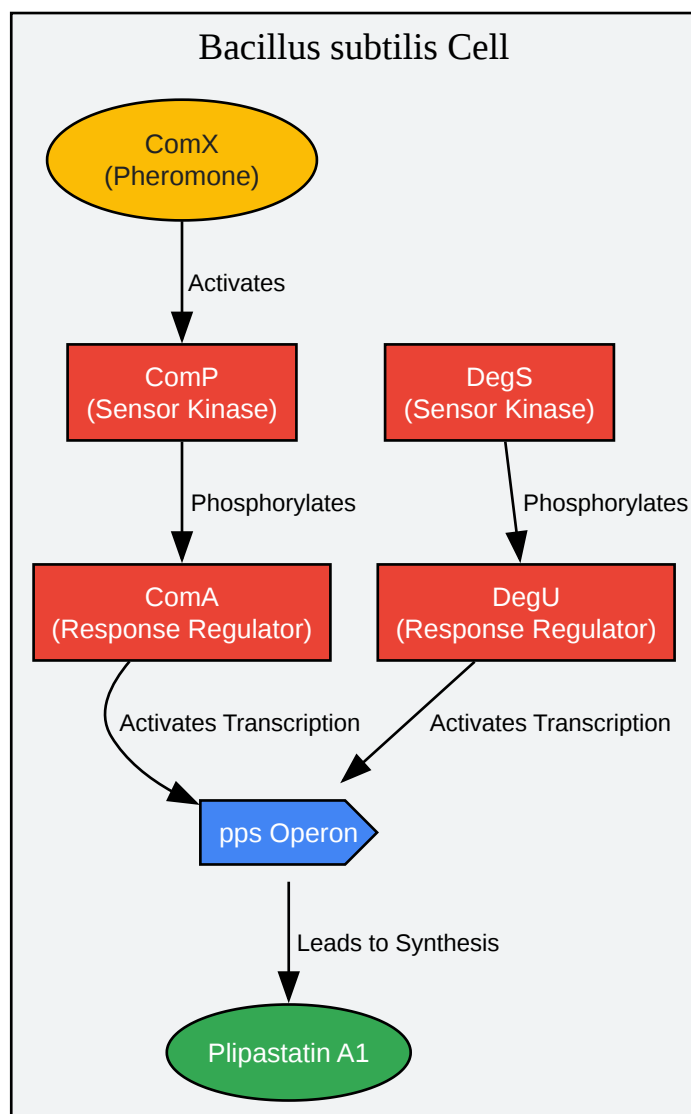 Bacillus subtilis Cell
ComX
(Pheromone)
Activates
ComP
(Sensor Kinase)
DegS
(Sensor Kinase)
Phosphorylates
Phosphorylates
ComA
(Response Regulator)
DegU
(Response Regulator)
Activates Transcription
Activates Transcription
pps Operon
Leads to Synthesis
Plipastatin A1